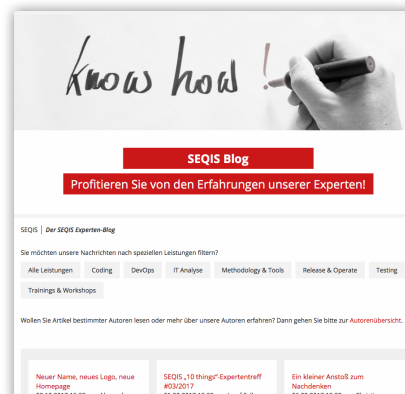 know how!
SEQIS Blog
Profitieren Sie von den Erfahrungen unserer Experten!
SEQIS | Der SEQIS Experten-Blog
Sie möchten unsere Nachrichten nach speziellen Leistungen filtern?
Alle Leistungen Coding DevOps IT Analyse Methodology & Tools Release & Operate Testing
Trainings & Workshops
Wollen Sie Artikel bestimmter Autoren lesen oder mehr über unsere Autoren erfahren? Dann gehen Sie bitte zur Autorenübersicht.
Neuer Name, neues Logo, neue SEQIS „10 things“-Expertentreff Ein kleiner Anstoß zum
Homepage #03/2017 Nachdenken